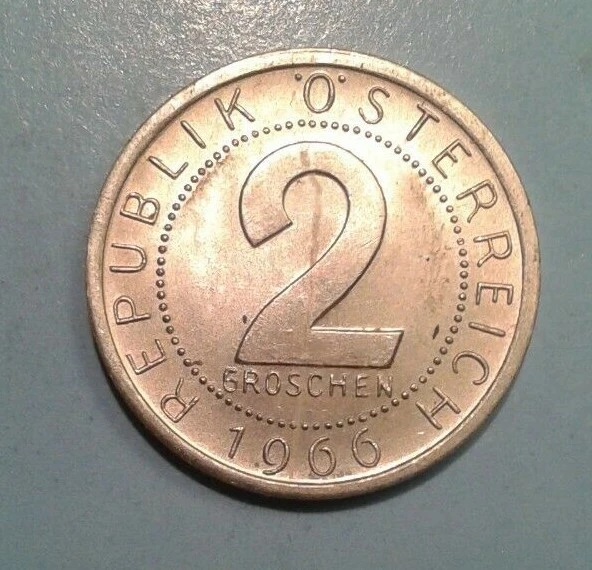 REPUBLIK ÖSTERREICH
2
GROSCHEN
1966